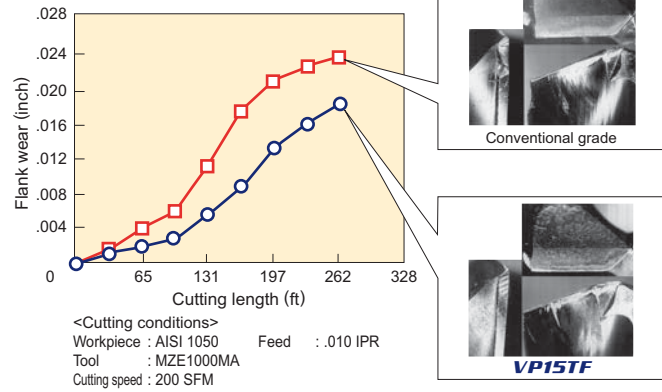 .028
.024
.020
.016
.012
.004
0
65
131
197
262
328
Flank wear (inch)
Cutting length (ft)
<Cutting conditions>
Workpiece : AISI 1050 Feed : .010 IPR
Tool : MZE1000MA
Cutting speed : 200 SFM
Conventional grade
VP15TF